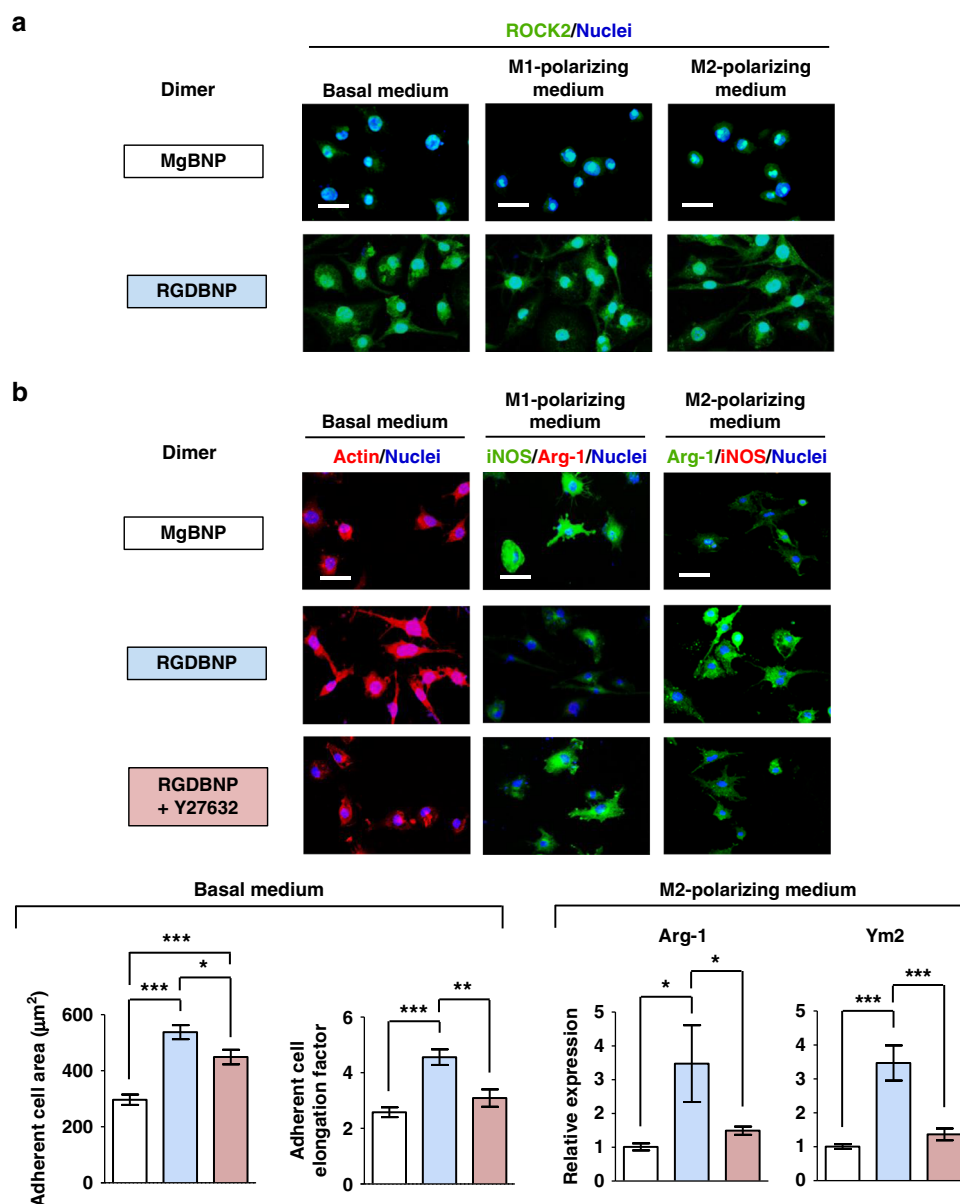 a
ROCK2/Nuclei
Dimer
Basal medium
M1-polarizing
medium
M2-polarizing
medium
MgBNP
RGDBNP
b
Dimer
Basal medium
M1-polarizing
medium
M2-polarizing
medium
Actin/Nuclei
iNOS/Arg-1/Nuclei
Arg-1/iNOS/Nuclei
MgBNP
RGDBNP
RGDBNP
+ Y27632
Basal medium
M2-polarizing medium
Adherent cell area (µm²)
600
400
200
0
***
***
*
Adherent cell
elongation factor
6
4
2
0
***
**
Arg-1
Relative expression
5
4
3
2
1
0
*
*
Ym2
5
4
3
2
1
0
***
***